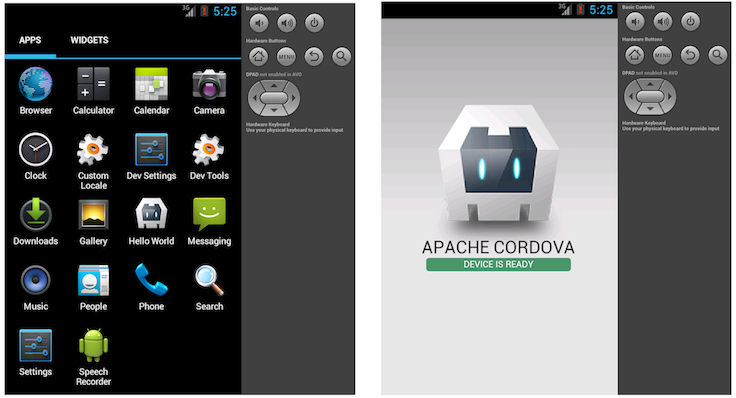 3G 5:25
APPS WIDGETS
Browser Calculator Calendar Camera
Clock Custom Locale Dev Settings Dev Tools
Downloads Gallery Hello World Messaging
Music People Phone Search
Settings Speech Recorder
Basic Controls
Hardware Buttons
MENU
DPAD not enabled in AVD
Hardware Keyboard
Use your physical keyboard to provide input
3G 5:25
APACHE CORDOVA
DEVICE IS READY
Basic Controls
Hardware Buttons
MENU
DPAD not enabled in AVD
Hardware Keyboard
Use your physical keyboard to provide input